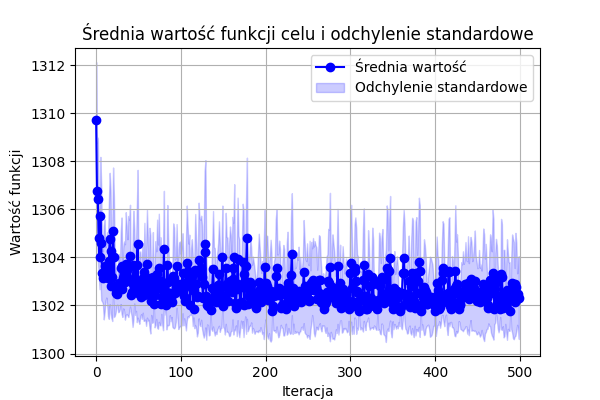 Średnia wartość funkcji celu i odchylenie standardowe
Średnia wartość
Odchylenie standardowe
Wartość funkcji
1312
1310
1308
1306
1304
1302
1300
0
100
200
300
400
500
Iteracja